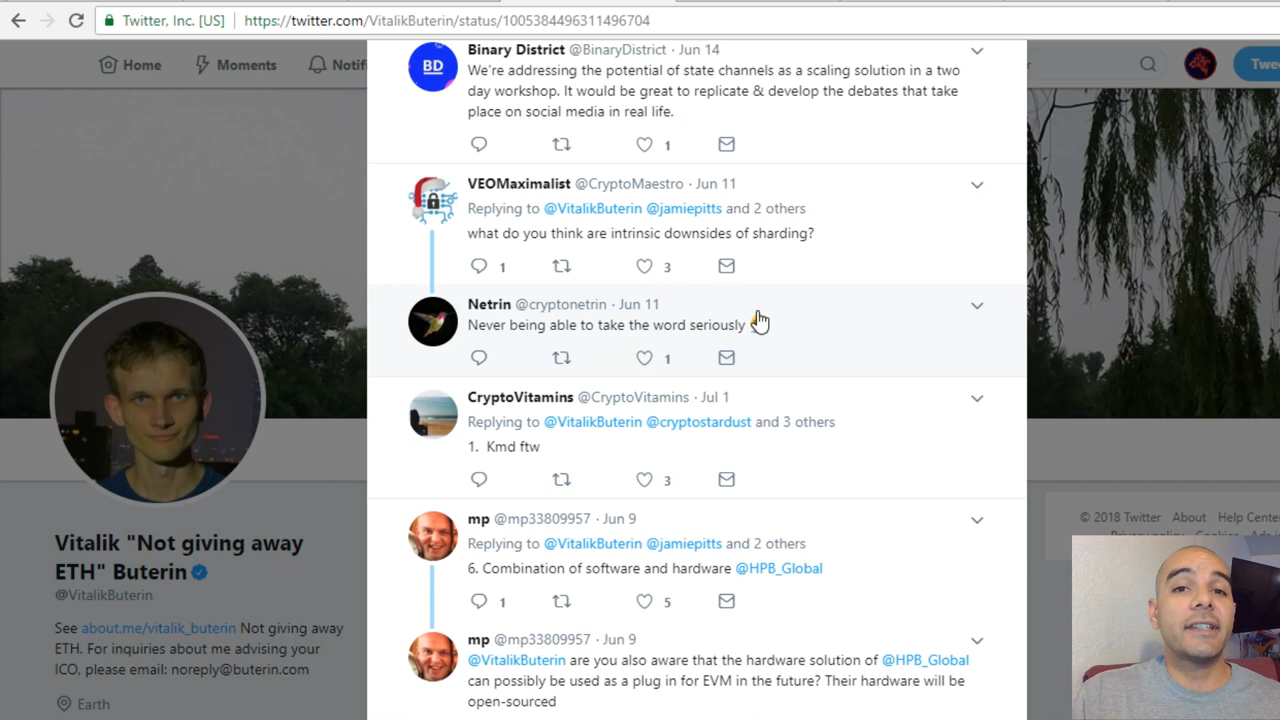 Twitter, Inc. [US]
https://twitter.com/VitalikButerin/status/1005384496311496704
Home
Moments
Notif
Twee
BD
Binary District @BinaryDistrict · Jun 14
We're addressing the potential of state channels as a scaling solution in a two
day workshop. It would be great to replicate & develop the debates that take
place on social media in real life.
1
VEOMaximalist @CryptoMaestro · Jun 11
Replying to @VitalikButerin @jamiepitts and 2 others
what do you think are intrinsic downsides of sharding?
1
3
Netrin @cryptonetrin · Jun 11
Never being able to take the word seriously
1
CryptoVitamins @CryptoVitamins · Jul 1
Replying to @VitalikButerin @cryptostardust and 3 others
1. Kmd ftw
3
mp @mp33809957 · Jun 9
Replying to @VitalikButerin @jamiepitts and 2 others
6. Combination of software and hardware @HPB_Global
1
5
mp @mp33809957 · Jun 9
@VitalikButerin are you also aware that the hardware solution of @HPB_Global
can possibly be used as a plug in for EVM in the future? Their hardware will be
open-sourced
Vitalik "Not giving away
ETH" Buterin
@VitalikButerin
See about.me/vitalik_buterin Not giving away
ETH. For inquiries about me advising your
ICO, please email: noreply@buterin.com
Earth
© 2018 Twitter About Help Cente